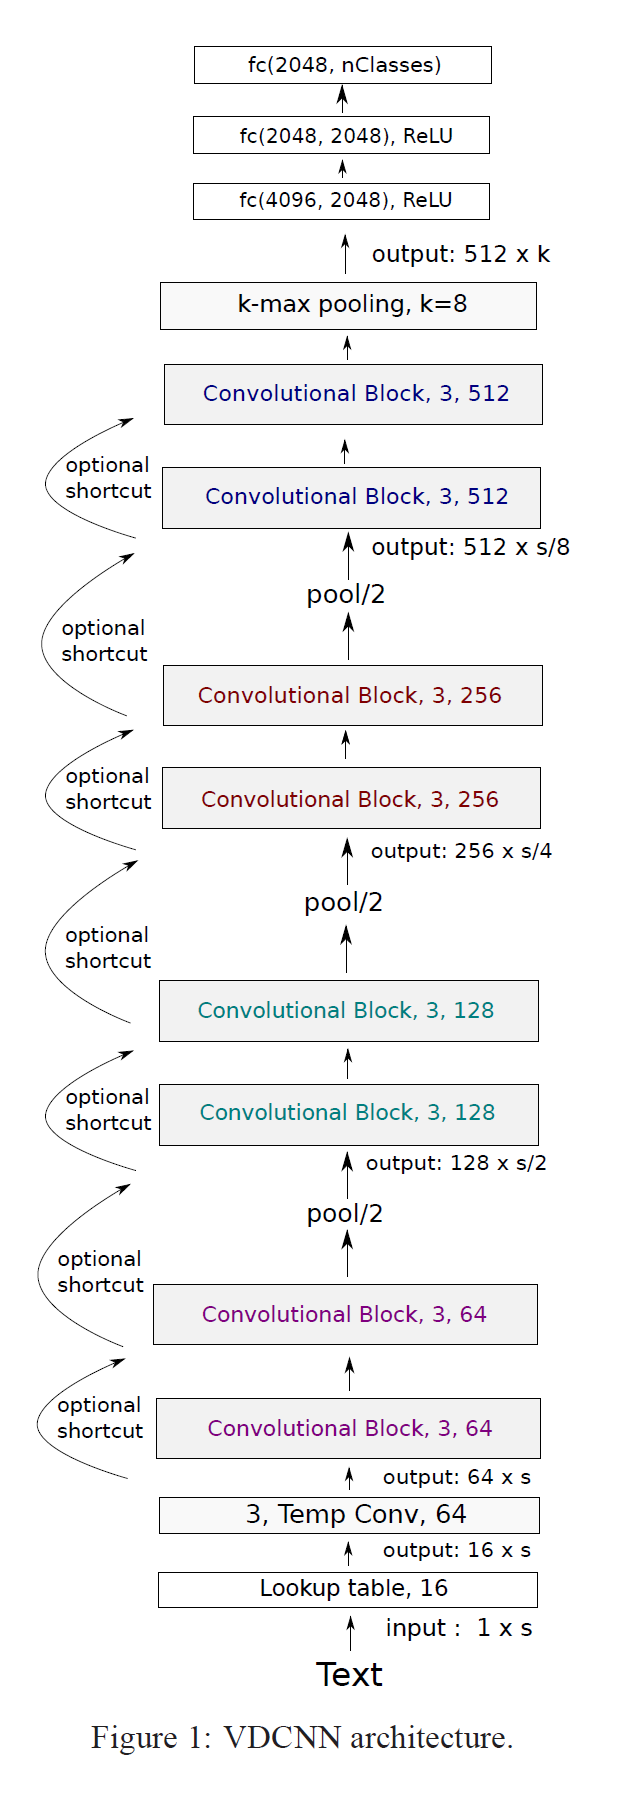 fc(2048, nClasses)
fc(2048, 2048), ReLU
fc(4096, 2048), ReLU
output: 512 x k
k-max pooling, k=8
Convolutional Block, 3, 512
optional
shortcut
Convolutional Block, 3, 512
output: 512 x s/8
pool/2
optional
shortcut
Convolutional Block, 3, 256
optional
shortcut
Convolutional Block, 3, 256
output: 256 x s/4
pool/2
optional
shortcut
Convolutional Block, 3, 128
optional
shortcut
Convolutional Block, 3, 128
output: 128 x s/2
pool/2
optional
shortcut
Convolutional Block, 3, 64
optional
shortcut
Convolutional Block, 3, 64
output: 64 x s
3, Temp Conv, 64
output: 16 x s
Lookup table, 16
input : 1 x s
Text
Figure 1: VDCNN architecture.